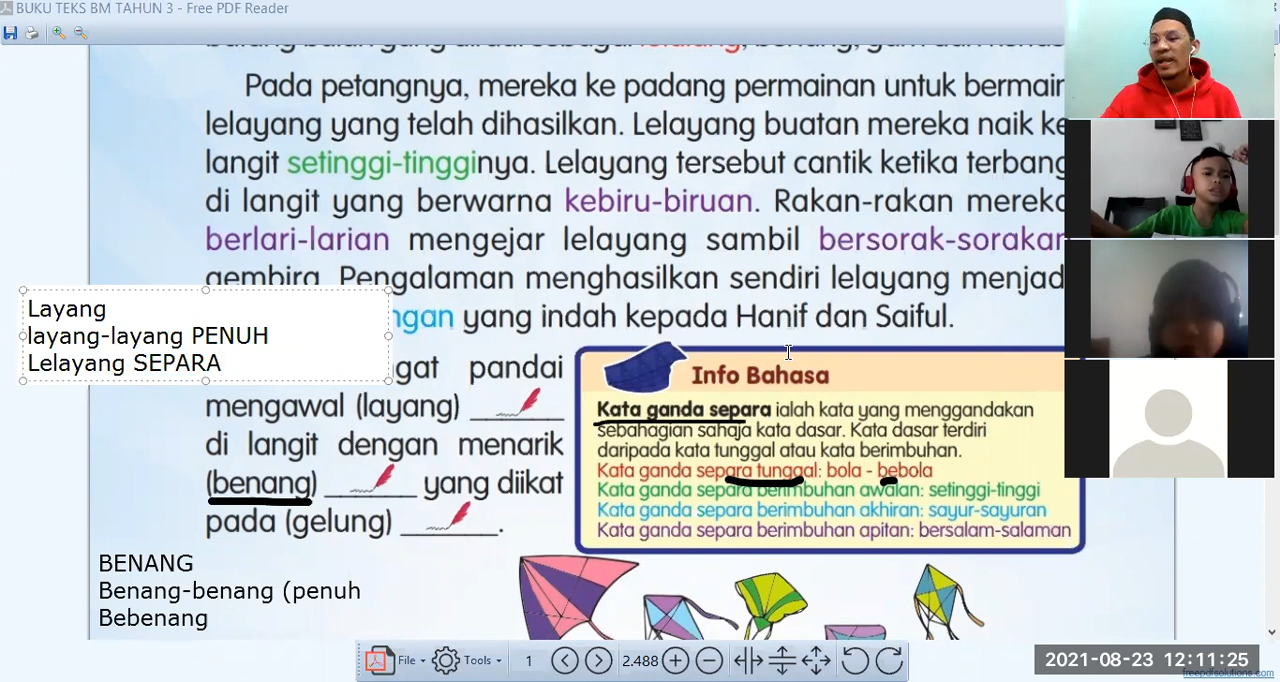 BUKU TEKS BM TAHUN 3 - Free PDF Reader
Pada petangnya, mereka ke padang permainan untuk bermain
lelayang yang telah dihasilkan. Lelayang buatan mereka naik ke
langit setinggi-tingginya. Lelayang tersebut cantik ketika terbang
di langit yang berwarna kebiru-biruan. Rakan-rakan mereka
berlari-larian mengejar lelayang sambil bersorak-sorakan
gembira. Pengalaman menghasilkan sendiri lelayang menjad
ngan yang indah kepada Hanif dan Saiful.
Layang
layang-layang PENUH
Lelayang SEPARA
gat pandai
mengawal (layang)
di langit dengan menarik
(benang) yang diikat
pada (gelung) .
Info Bahasa
Kata ganda separa ialah kata yang menggandakan
sebahagian sahaja kata dasar. Kata dasar terdiri
daripada kata tunggal atau kata berimbuhan.
Kata ganda separa tunggal: bola - bebola
Kata ganda separa berimbuhan awalan: setinggi-tinggi
Kata ganda separa berimbuhan akhiran: sayur-sayuran
Kata ganda separa berimbuhan apitan: bersalam-salaman
BENANG
Benang-benang (penuh
Bebenang
File Tools 1 2.488
2021-08-23 12:11:25
freepdfsolutions.com